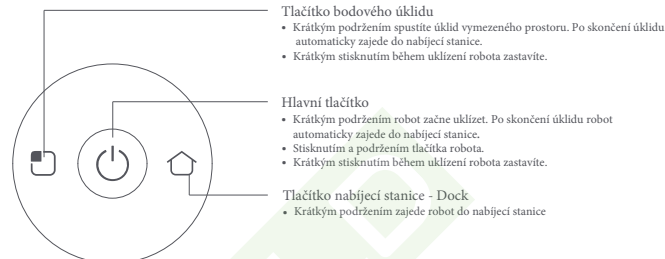 Tlačítko bodového úklidu
• Krátkým podržením spustíte úklid vymezeného prostoru. Po skončení úklidu
automaticky zajede do nabíjecí stanice.
• Krátkým stisknutím během uklízení robota zastavíte.
Hlavní tlačítko
• Krátkým podržením robot začne uklízet. Po skončení úklidu robot
automaticky zajede do nabíjecí stanice.
• Stisknutím a podržením tlačítka robota.
• Krátkým stisknutím během uklízení robota zastavíte.
Tlačítko nabíjecí stanice - Dock
• Krátkým podržením zajede robot do nabíjecí stanice